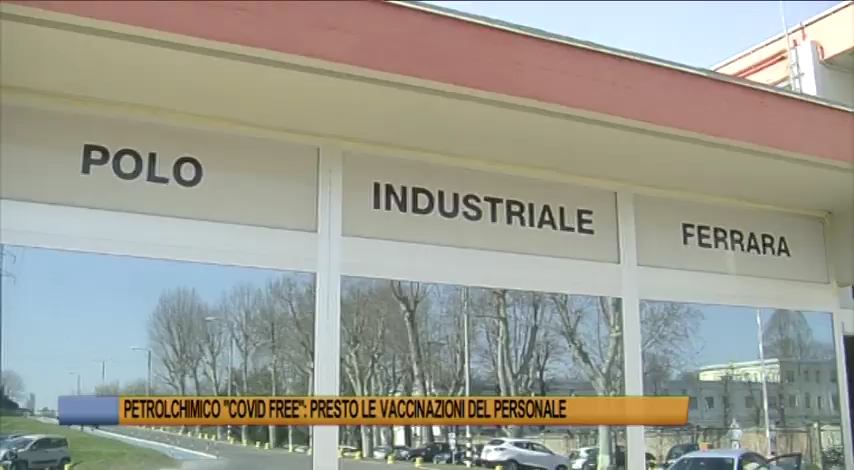 POLO INDUSTRIALE FERRARA
PETROLCHIMICO "COVID FREE": PRESTO LE VACCINAZIONI DEL PERSONALE